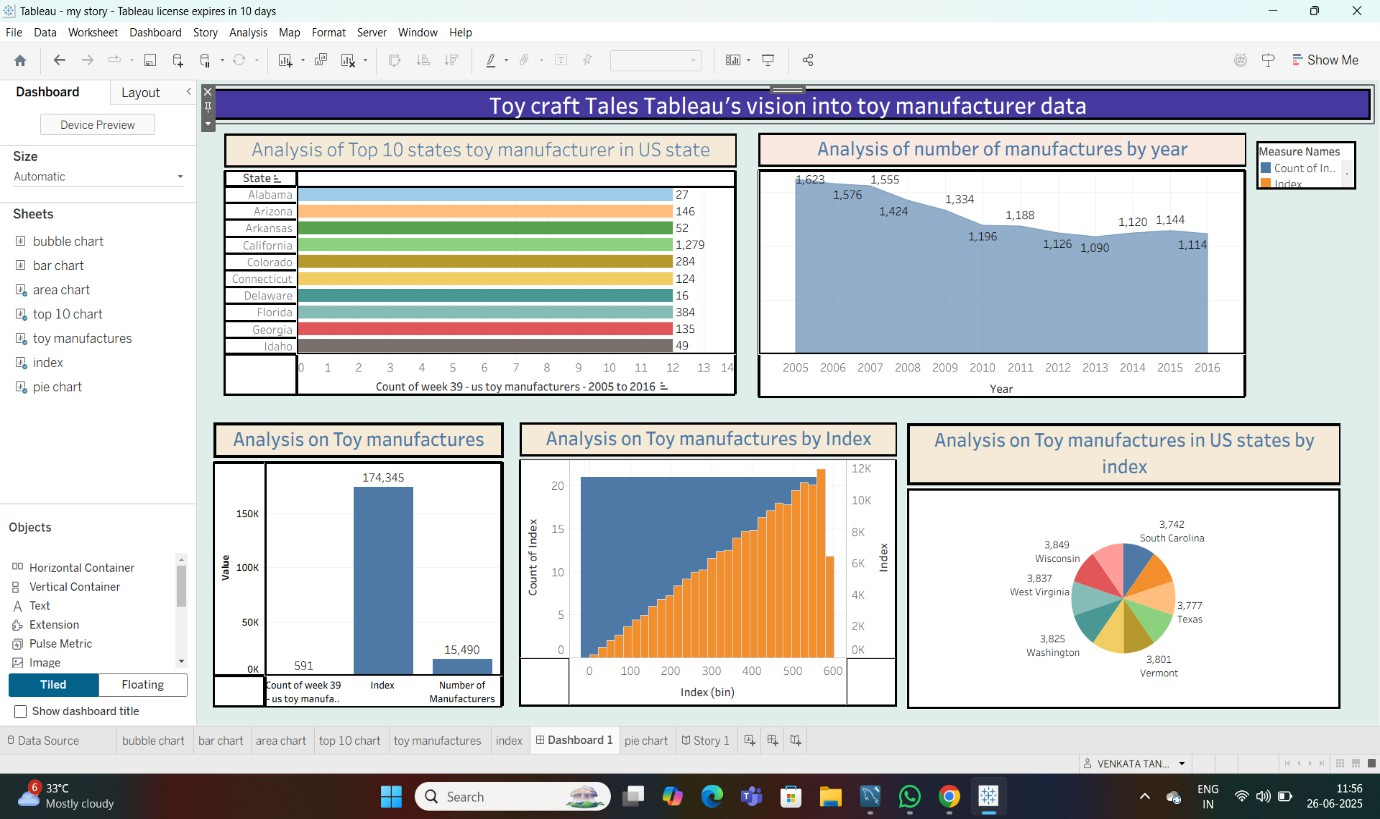 Tableau - my story - Tableau license expires in 10 days
File Data Worksheet Dashboard Story Analysis Map Format Server Window Help
Show Me
Dashboard Layout
Device Preview
Size
Automatic
Sheets
bubble chart
bar chart
area chart
top 10 chart
toy manufactures
index
pie chart
Objects
Horizontal Container
Vertical Container
Text
Extension
Pulse Metric
Image
Tiled Floating
Show dashboard title
Toy craft Tales Tableau's vision into toy manufacturer data
Analysis of Top 10 states toy manufacturer in US state
State
Alabama 27
Arizona 146
Arkansas 52
California 1,279
Colorado 284
Connecticut 124
Delaware 16
Florida 384
Georgia 135
Idaho 49
0 1 2 3 4 5 6 7 8 9 10 11 12 13 14
Count of week 39 - us toy manufacturers - 2005 to 2016
Analysis of number of manufactures by year
1,623 1,576 1,555 1,424 1,334 1,196 1,188 1,126 1,090 1,120 1,144 1,114
2005 2006 2007 2008 2009 2010 2011 2012 2013 2014 2015 2016
Year
Measure Names
Count of In..
Index
Analysis on Toy manufactures
174,345
150K
100K
50K
0K
Value
591
15,490
Count of week 39
- us toy manufa..
Index
Number of
Manufacturers
Analysis on Toy manufactures by Index
20
15
10
5
0
Count of Index
12K
10K
8K
6K
4K
2K
0K
Index
0 100 200 300 400 500 600
Index (bin)
Analysis on Toy manufactures in US states by
index
3,742
South Carolina
3,849
Wisconsin
3,837
West Virginia
3,777
Texas
3,825
Washington
3,801
Vermont
Data Source bubble chart bar chart area chart top 10 chart toy manufactures index Dashboard 1 pie chart Story 1
VENKATA TAN...
6
33°C
Mostly cloudy
Search
ENG
IN
11:56
26-06-2025